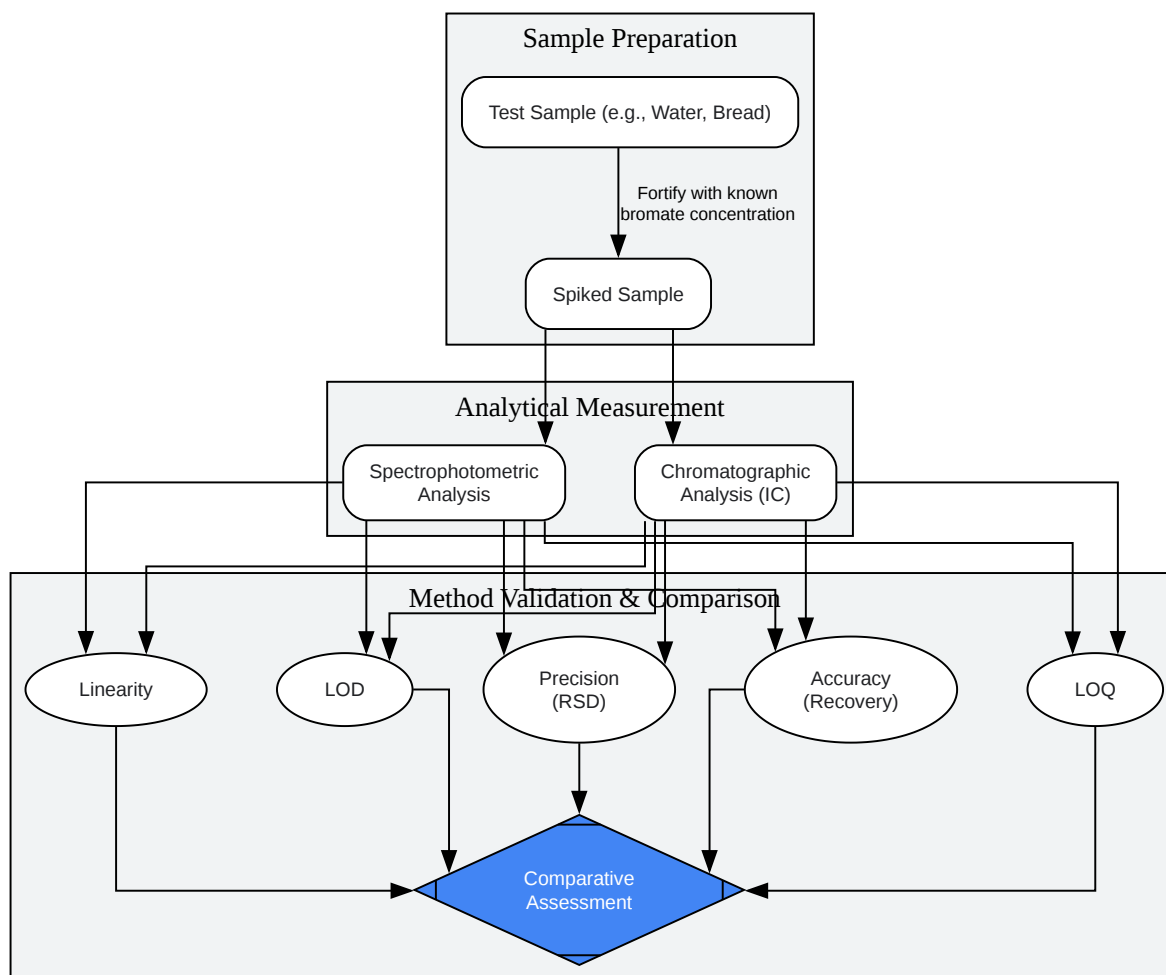 Sample Preparation
Test Sample (e.g., Water, Bread)
Fortify with known
bromate concentration
Spiked Sample
Analytical Measurement
Spectrophotometric
Analysis
Chromatographic
Analysis (IC)
Method Validation & Comparison
Linearity
LOD
Precision
(RSD)
Accuracy
(Recovery)
LOQ
Comparative
Assessment